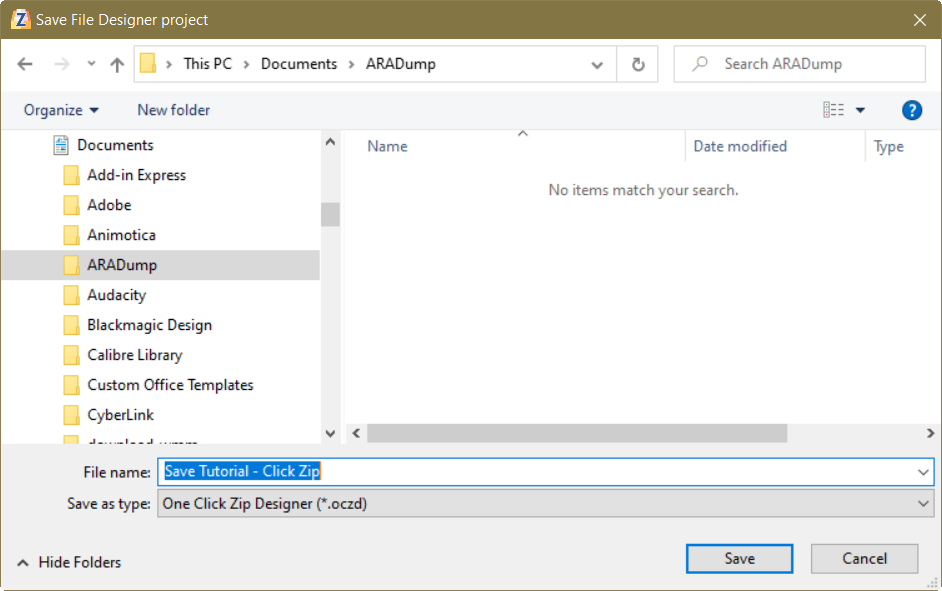 Save File Designer project
This PC > Documents > ARADump
Search ARADump
Organize New folder
?
Name Date modified Type
Documents
Add-in Express
Adobe
Animotica
ARADump
Audacity
Blackmagic Design
Calibre Library
Custom Office Templates
CyberLink
No items match your search.
File name: Save Tutorial - Click Zip
Save as type: One Click Zip Designer (*.oczd)
Hide Folders
Save Cancel